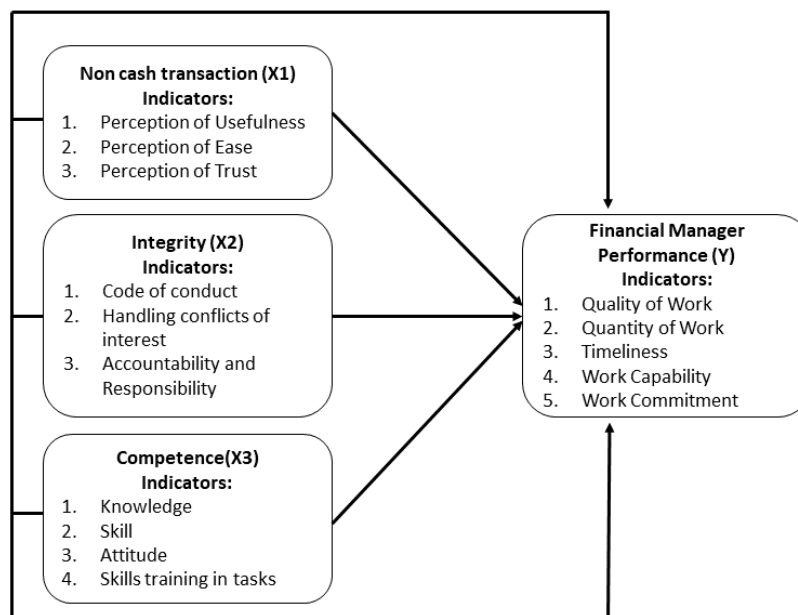 Non cash transaction (X1)
Indicators:
1. Perception of Usefulness
2. Perception of Ease
3. Perception of Trust
Integrity (X2)
Indicators:
1. Code of conduct
2. Handling conflicts of
interest
3. Accountability and
Responsibility
Competence(X3)
Indicators:
1. Knowledge
2. Skill
3. Attitude
4. Skills training in tasks
Financial Manager
Performance (Y)
Indicators:
1. Quality of Work
2. Quantity of Work
3. Timeliness
4. Work Capability
5. Work Commitment